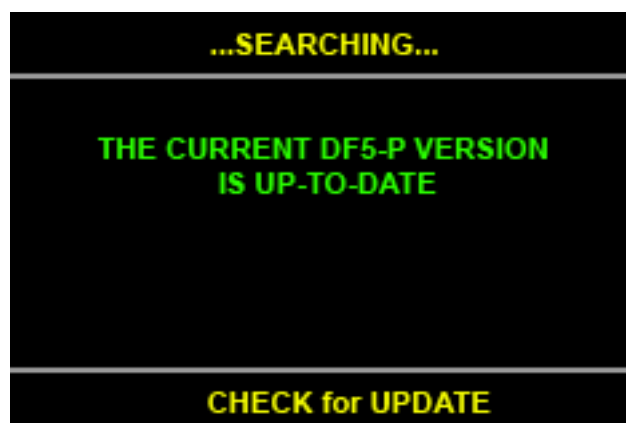 ...SEARCHING...
THE CURRENT DF5-P VERSION
IS UP-TO-DATE
CHECK for UPDATE